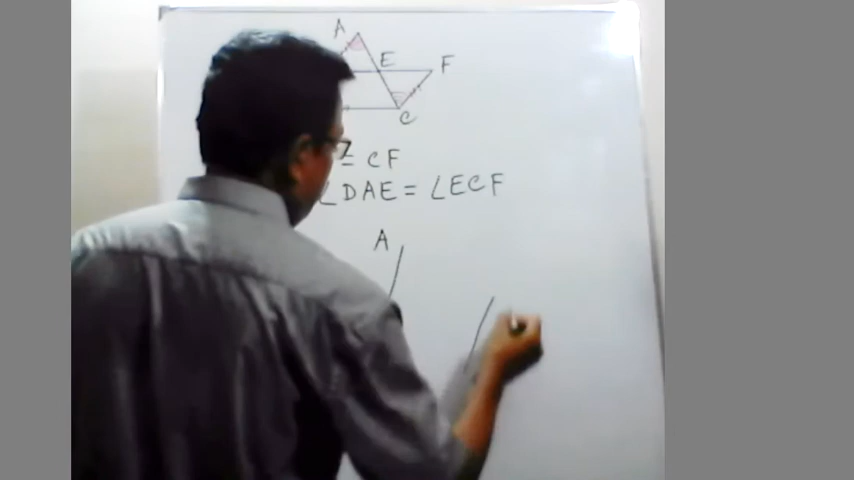 A
E F
C
= CF
∠DAE = ∠ECF
A